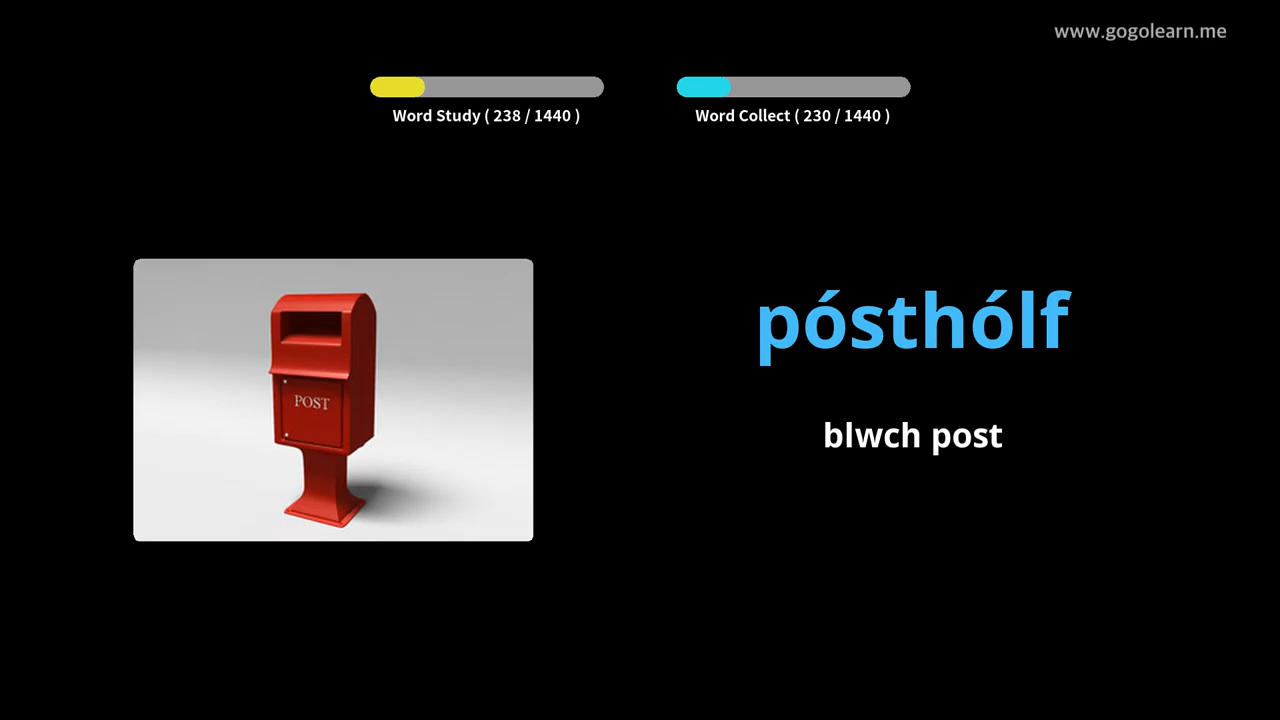 www.gogolearn.me
Word Study ( 238 / 1440 )
Word Collect ( 230 / 1440 )
POST
pósthólf
blwch post